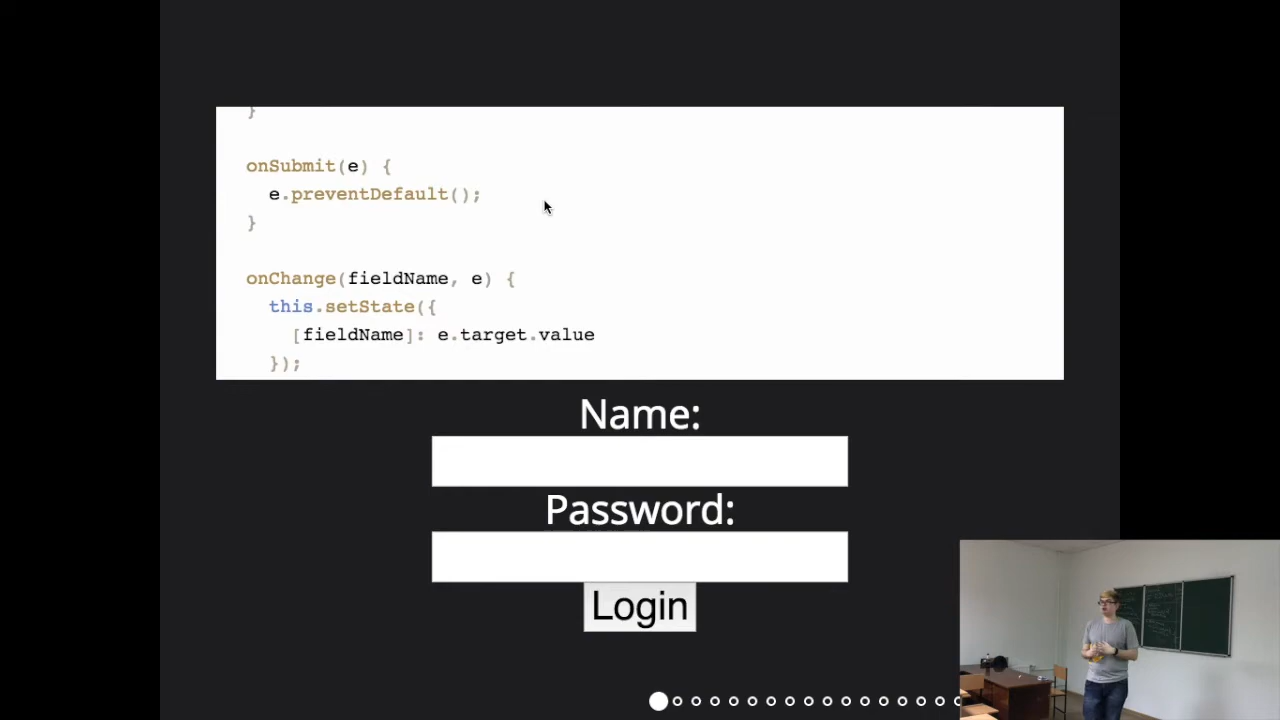 }
onSubmit(e) {
e.preventDefault();
}
onChange(fieldName, e) {
this.setState({
[fieldName]: e.target.value
});
Name:
Password:
Login